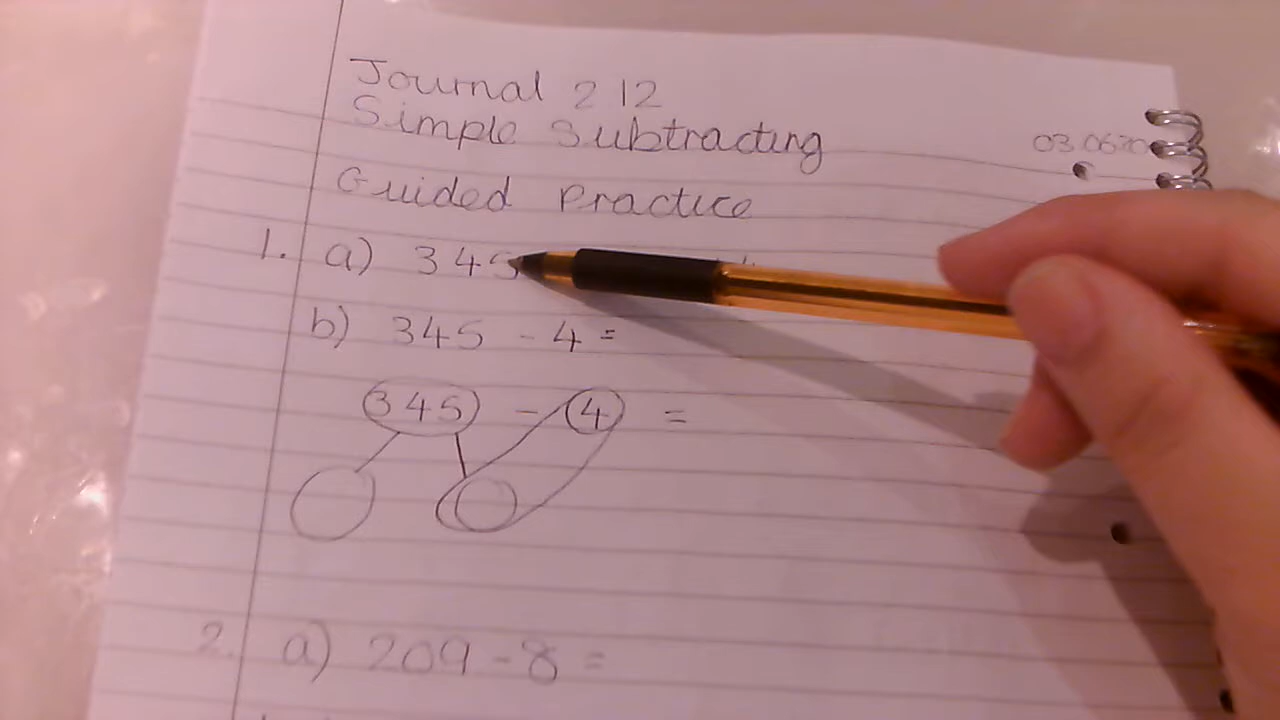 Journal 2 12
Simple Subtracting
03.06.20
Guided Practice
1. a) 345
b) 345 - 4 =
345 - 4 =
2. a) 209 - 8 =